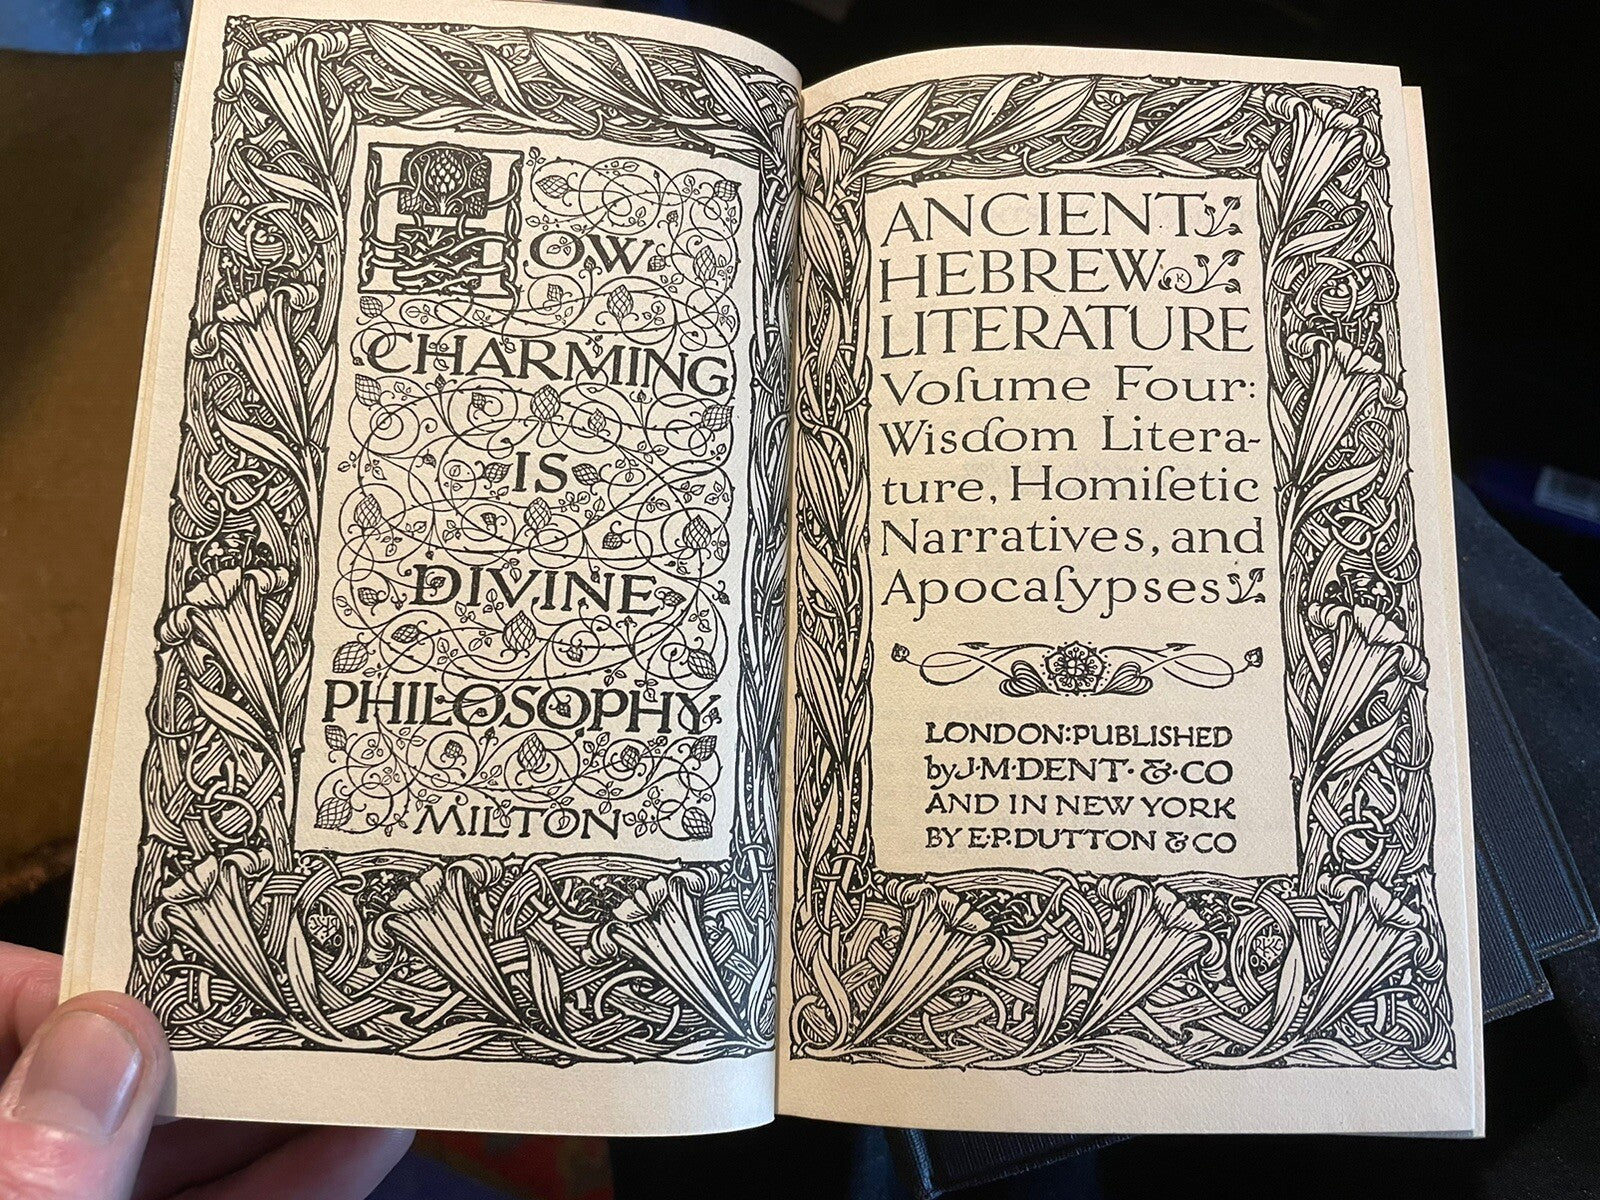 HOW
CHARMING
IS
DIVINE
PHILOSOPHY
MILTON
ANCIENT
HEBREW
LITERATURE
Volume Four:
Wisdom Litera-
ture, Homiletic
Narratives, and
Apocalypses
LONDON: PUBLISHED
by J·M·DENT·&·CO
AND IN NEW YORK
BY E·P·DUTTON & CO